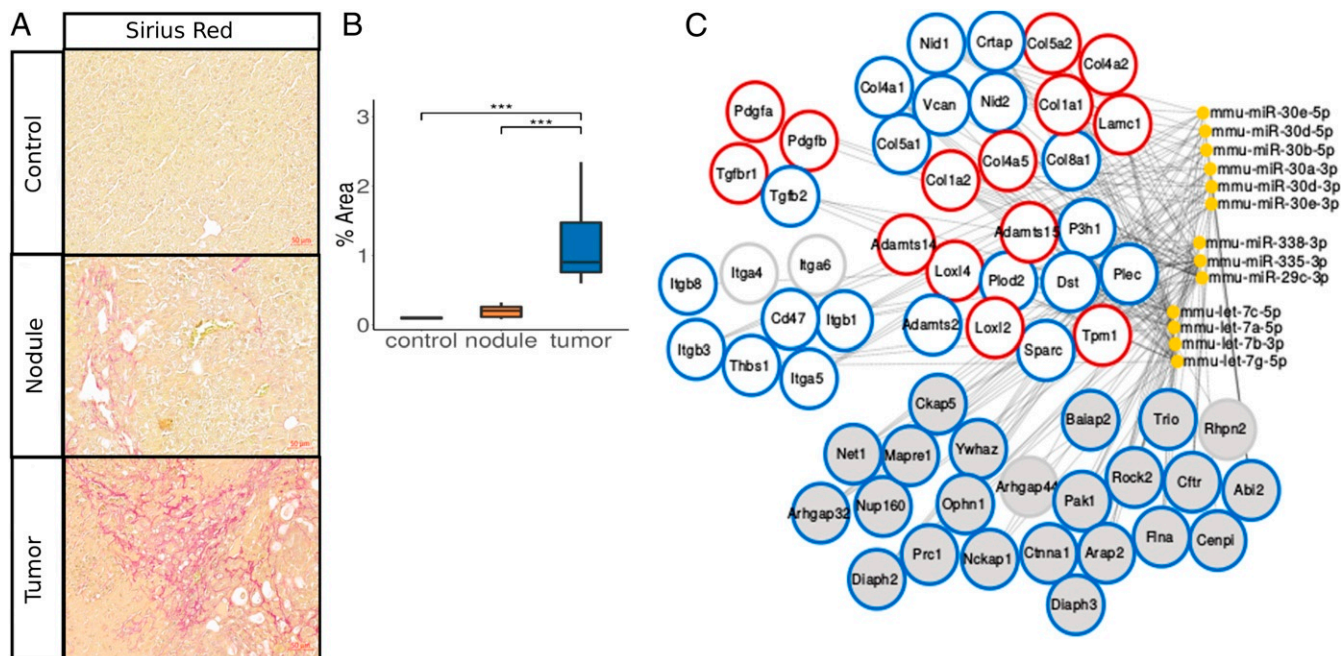 A
Sirius Red
Control
50 µm
Nodule
50 µm
Tumor
B
***
***
3
2
1
0
% Area
control nodule tumor
C
Nid1
Crtap
Col5a2
Col4a2
Col4a1
Vcan
Nid2
Col1a1
Lamc1
Col5a1
Col1a2
Col4a5
Col8a1
Pdgfa
Pdgfb
Tgfbr1
Tgfb2
Adamts14
Adamts15
P3h1
Loxl4
Plod2
Dst
Plec
Adamts2
Loxl2
Sparc
Tpm1
Itgb8
Itga4
Itga6
Cd47
Itgb1
Itgb3
Thbs1
Itga5
mmu-miR-30e-5p
mmu-miR-30d-5p
mmu-miR-30b-5p
mmu-miR-30a-3p
mmu-miR-30d-3p
mmu-miR-30e-3p
mmu-miR-338-3p
mmu-miR-335-3p
mmu-miR-29c-3p
mmu-let-7c-5p
mmu-let-7a-5p
mmu-let-7b-3p
mmu-let-7g-5p
Ckap5
Baiap2
Trio
Rhpn2
Net1
Mapre1
Ywhaz
Arhgap44
Rock2
Cftr
Abi2
Arhgap32
Nup160
Ophn1
Pak1
Prc1
Nckap1
Ctnna1
Arap2
Flna
Cenpi
Diaph2
Diaph3